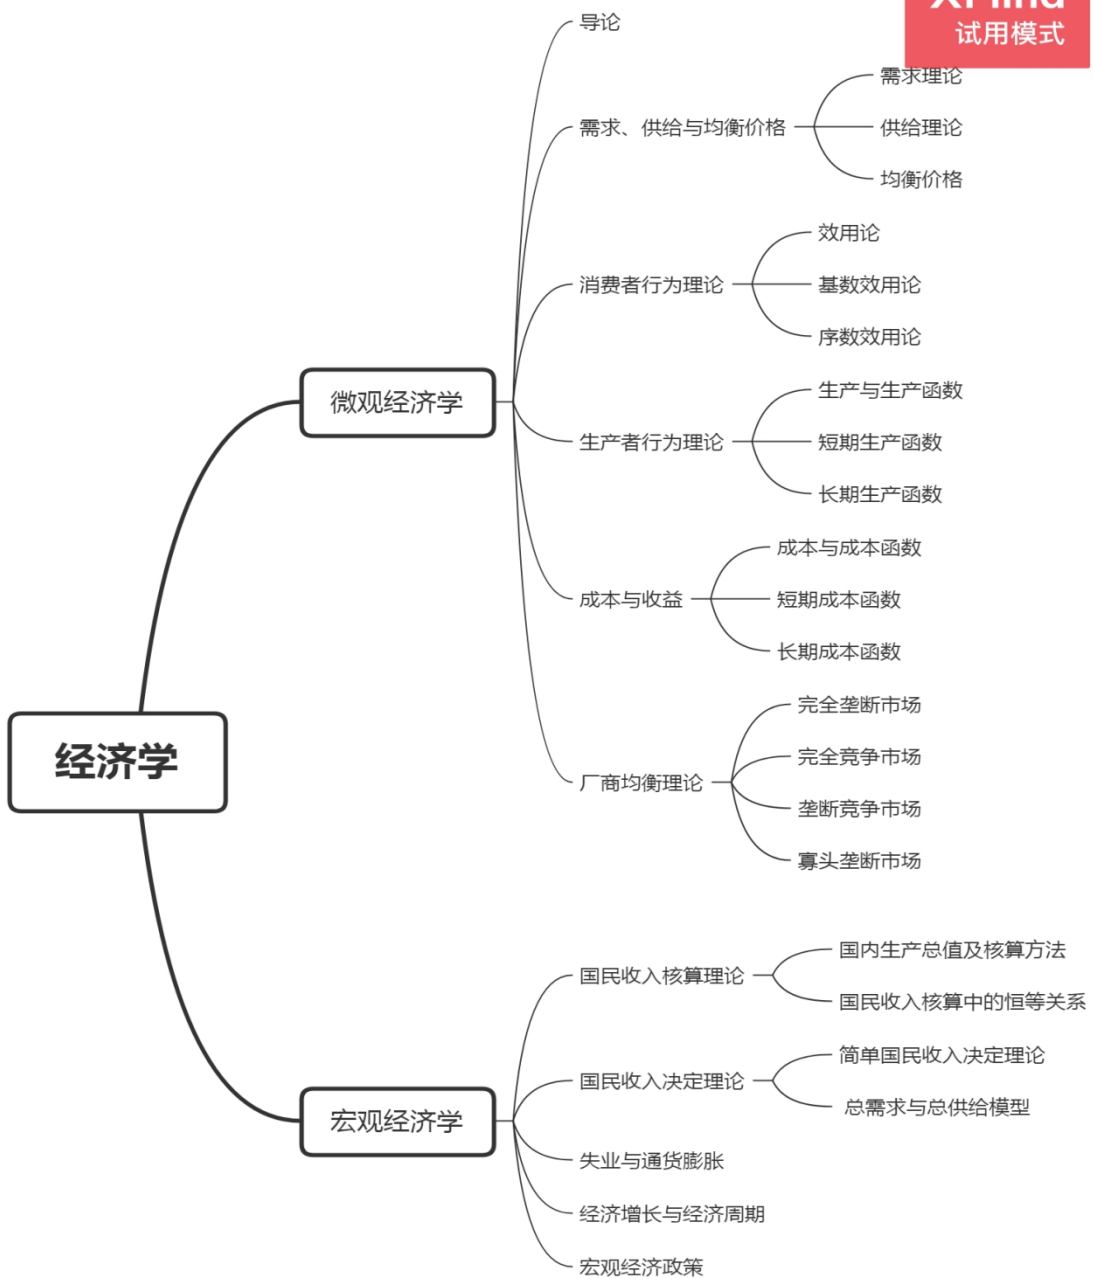 试用模式
经济学
微观经济学
导论
需求、供给与均衡价格
需求理论
供给理论
均衡价格
消费者行为理论
效用论
基数效用论
序数效用论
生产者行为理论
生产与生产函数
短期生产函数
长期生产函数
成本与收益
成本与成本函数
短期成本函数
长期成本函数
厂商均衡理论
完全垄断市场
完全竞争市场
垄断竞争市场
寡头垄断市场
宏观经济学
国民收入核算理论
国内生产总值及核算方法
国民收入核算中的恒等关系
国民收入决定理论
简单国民收入决定理论
总需求与总供给模型
失业与通货膨胀
经济增长与经济周期
宏观经济政策